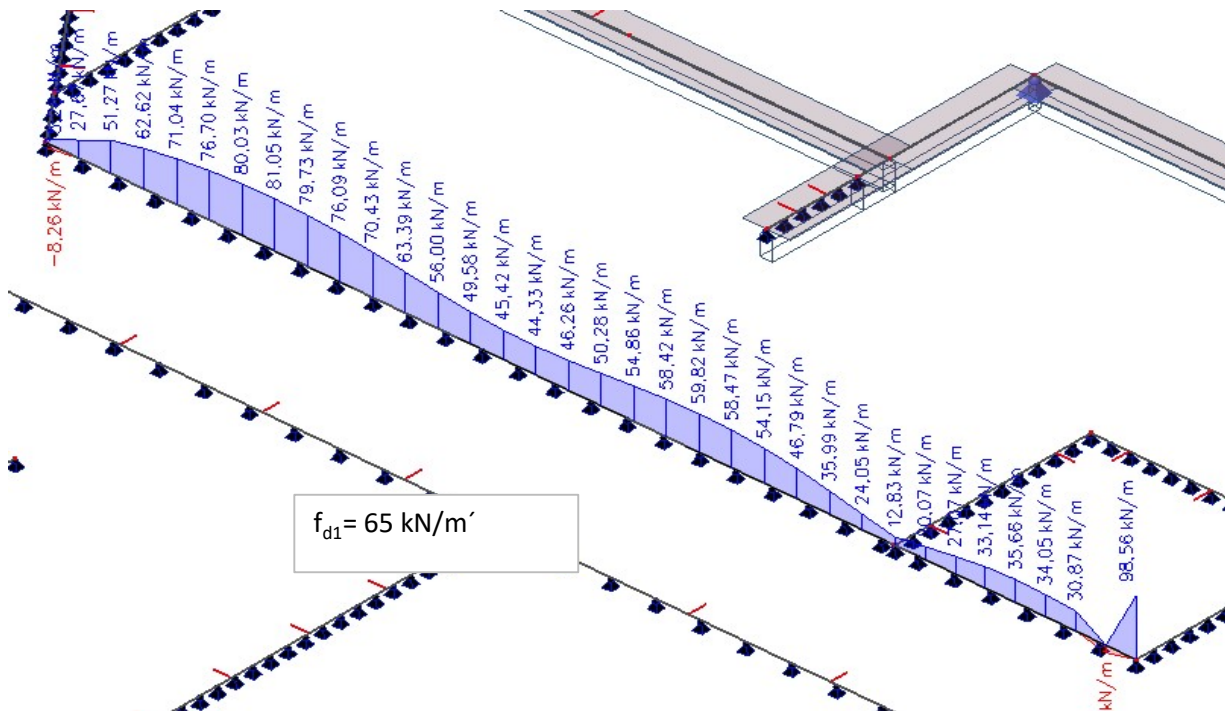 27,6 kN/m
51,27 kN/m
62,62 kN/m
71,04 kN/m
76,70 kN/m
80,03 kN/m
81,05 kN/m
79,73 kN/m
76,09 kN/m
70,43 kN/m
63,39 kN/m
56,00 kN/m
49,58 kN/m
45,42 kN/m
44,33 kN/m
46,26 kN/m
50,28 kN/m
54,86 kN/m
58,42 kN/m
59,82 kN/m
58,47 kN/m
54,15 kN/m
46,79 kN/m
35,99 kN/m
24,05 kN/m
12,83 kN/m
33,14 kN/m
35,66 kN/m
34,05 kN/m
30,87 kN/m
98,56 kN/m
-8,26 kN/m
kN/m
fd1= 65 kN/m´